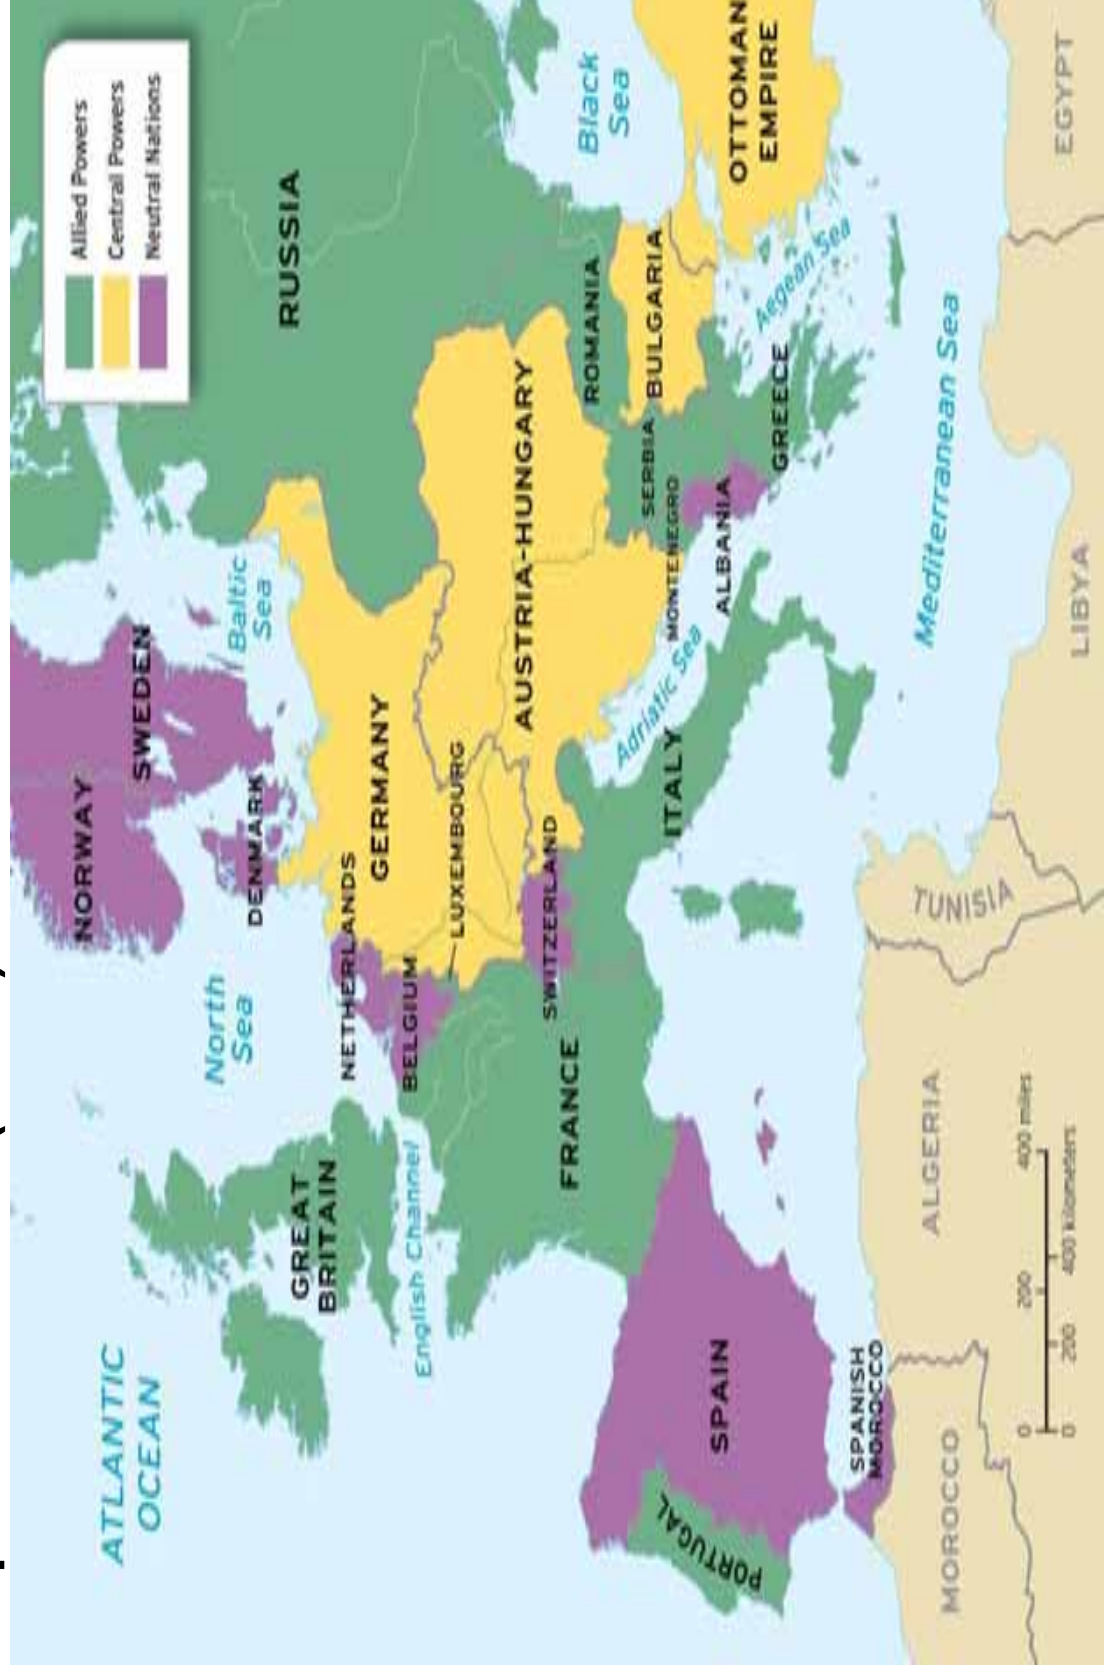 Allied Powers
Central Powers
Neutral Nations
ATLANTIC
OCEAN
NORWAY
SWEDEN
North
Sea
DENMARK
Baltic
Sea
RUSSIA
GREAT
BRITAIN
NETHERLANDS
GERMANY
BELGIUM
English Channel
LUXEMBOURG
FRANCE
SWITZERLAND
AUSTRIA-HUNGARY
ROMANIA
Black
Sea
SERBIA
BULGARIA
MONTENEGRO
Adriatic Sea
ITALY
ALBANIA
PORTUGAL
SPAIN
GREECE
Aegean Sea
OTTOMAN
EMPIRE
SPANISH
MOROCCO
Mediterranean Sea
MOROCCO
ALGERIA
TUNISIA
LIBYA
EGYPT
0 200 400 miles
0 200 400 kilometers